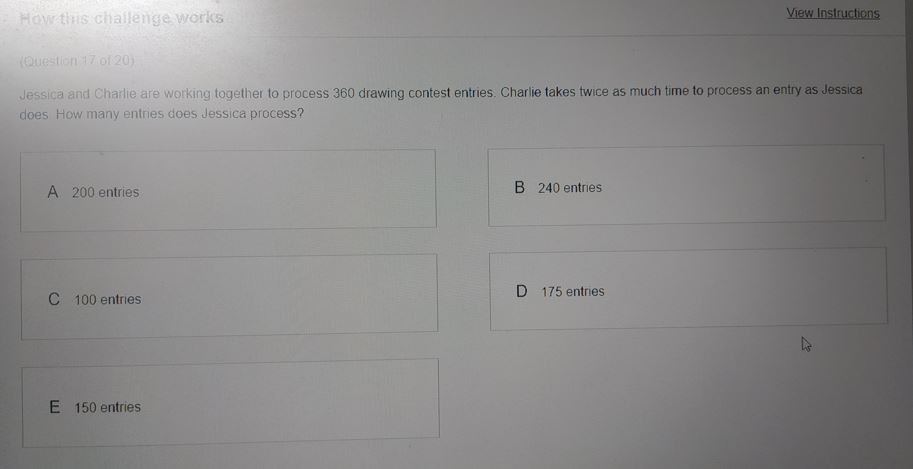 How this challenge works
View Instructions
(Question 17 of 20)
Jessica and Charlie are working together to process 360 drawing contest entries. Charlie takes twice as much time to process an entry as Jessica
does. How many entries does Jessica process?
A 200 entries
B 240 entries
C 100 entries
D 175 entries
E 150 entries